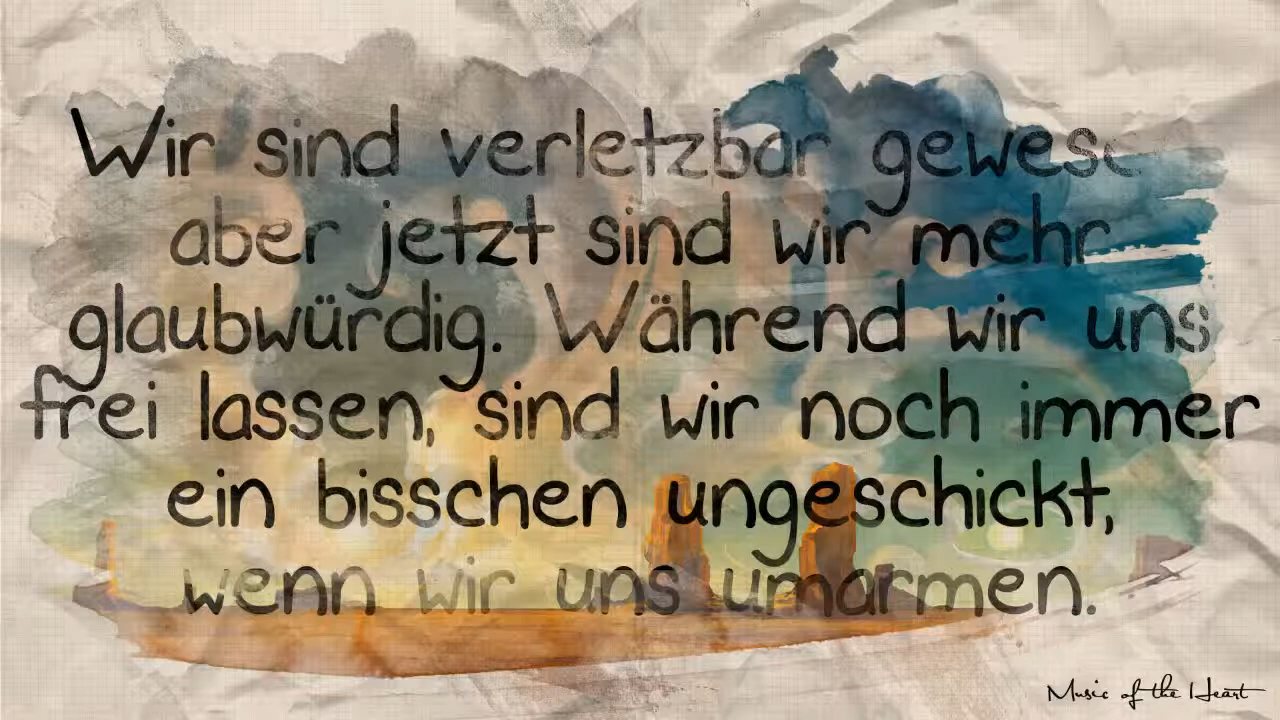 Wir sind verletzbar gewese
aber jetzt sind wir mehr
glaubwürdig. Während wir uns
frei lassen, sind wir noch immer
ein bisschen ungeschickt,
wenn wir uns umarmen.
Music of the Heart